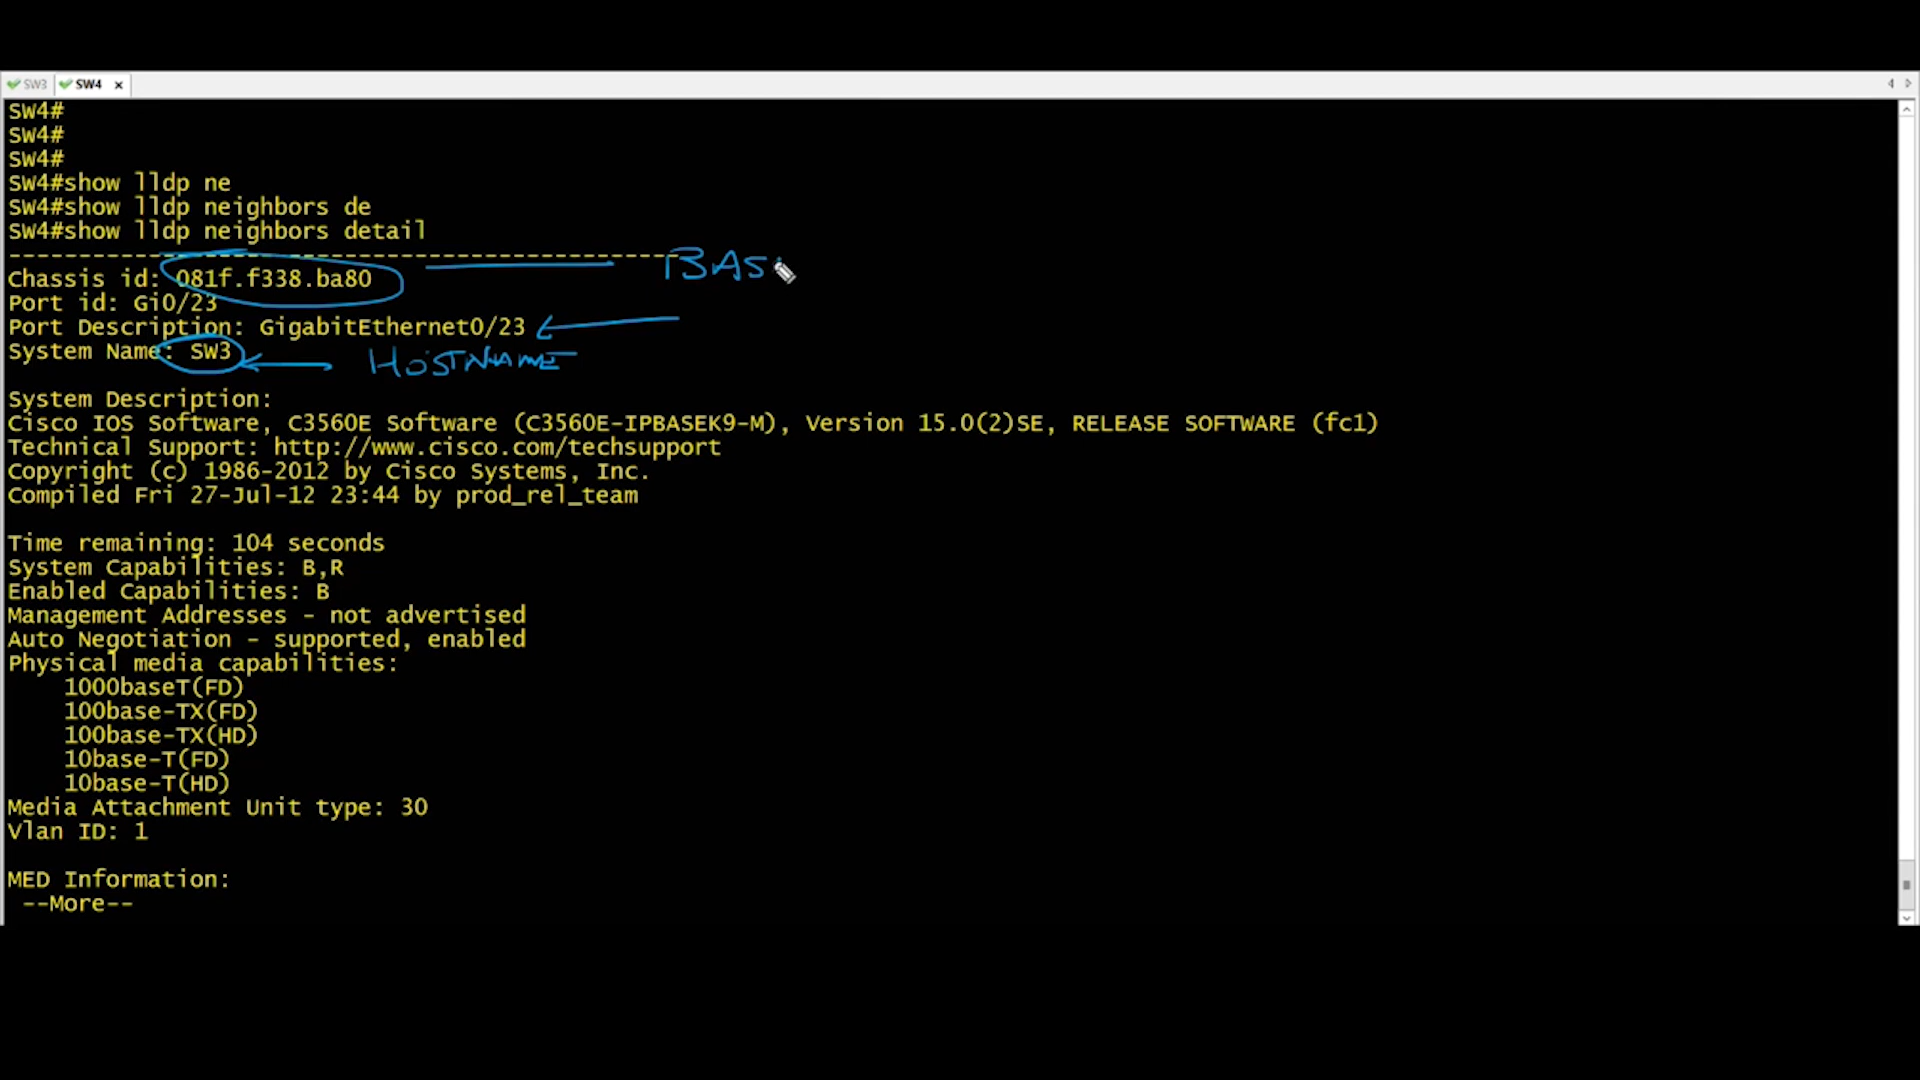 SW3 SW4
SW4#
SW4#
SW4#
SW4#show lldp ne
SW4#show lldp neighbors de
SW4#show lldp neighbors detail
------------------------------------------------
Chassis id: 081f.f338.ba80 BAS
Port id: Gi0/23
Port Description: GigabitEthernet0/23
System Name: SW3 HOSTNAME
System Description:
Cisco IOS Software, C3560E Software (C3560E-IPBASEK9-M), Version 15.0(2)SE, RELEASE SOFTWARE (fc1)
Technical Support: http://www.cisco.com/techsupport
Copyright (c) 1986-2012 by Cisco Systems, Inc.
Compiled Fri 27-Jul-12 23:44 by prod_rel_team
Time remaining: 104 seconds
System Capabilities: B,R
Enabled Capabilities: B
Management Addresses - not advertised
Auto Negotiation - supported, enabled
Physical media capabilities:
1000baseT(FD)
100base-TX(FD)
100base-TX(HD)
10base-T(FD)
10base-T(HD)
Media Attachment Unit type: 30
Vlan ID: 1
MED Information:
--More--